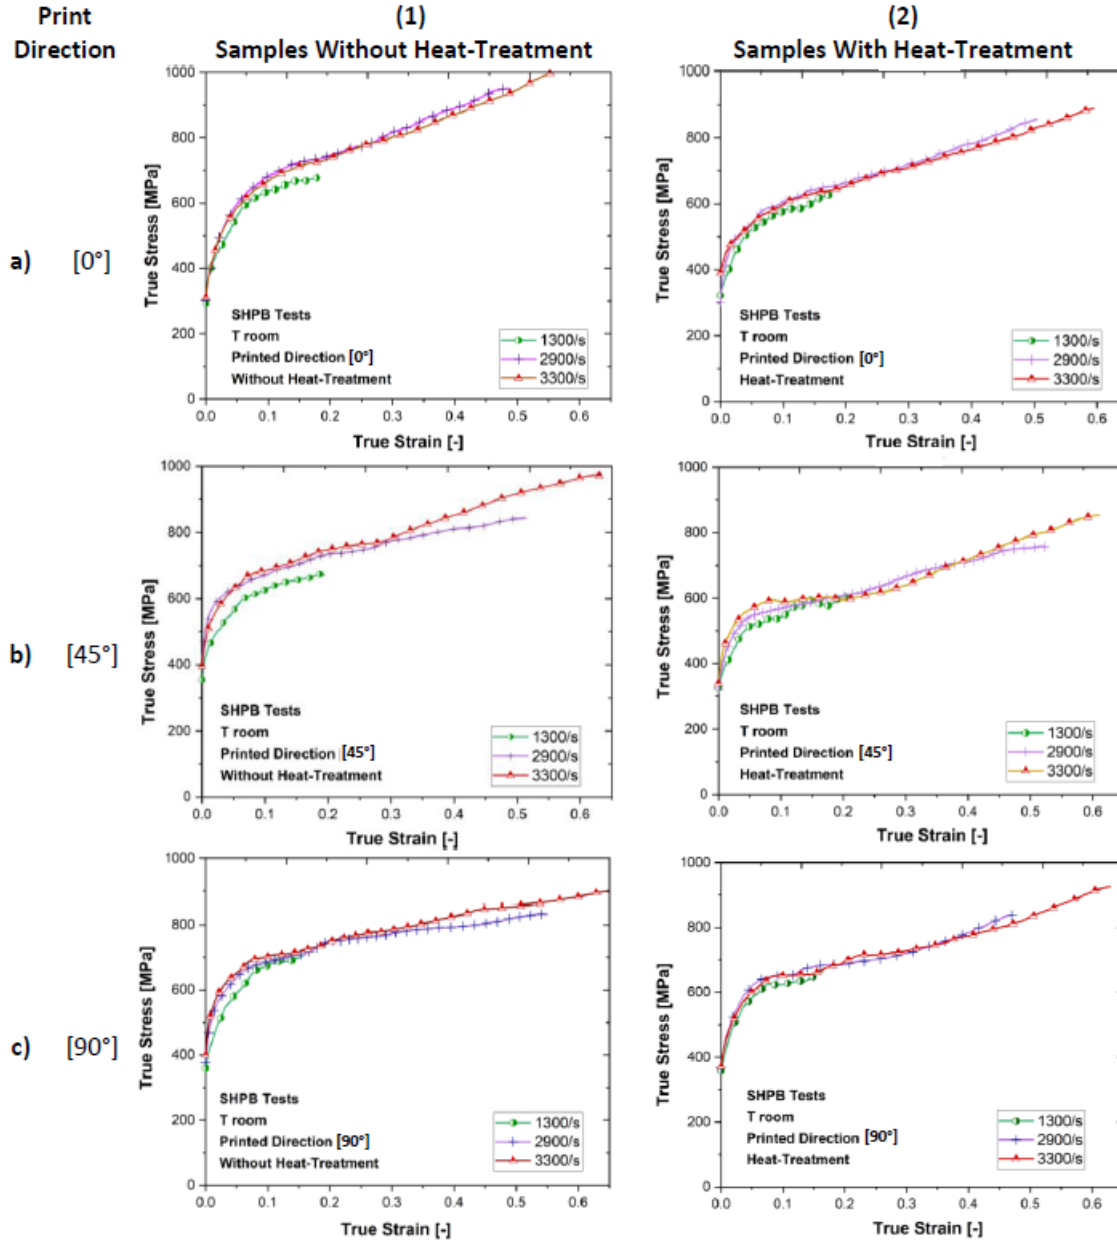 Print Direction
(1)
Samples Without Heat-Treatment
(2)
Samples With Heat-Treatment
a) [0°]
True Stress [MPa]
1000
800
600
400
200
0
SHPB Tests
T room
Printed Direction [0°]
Without Heat-Treatment
1300/s
2900/s
3300/s
0.0 0.1 0.2 0.3 0.4 0.5 0.6
True Strain [-]
True Stress [MPa]
1000
800
600
400
200
0
SHPB Tests
T room
Printed Direction [0°]
Heat-Treatment
1300/s
2900/s
3300/s
0.0 0.1 0.2 0.3 0.4 0.5 0.6
True Strain [-]
b) [45°]
True Stress [MPa]
1000
800
600
400
200
0
SHPB Tests
T room
Printed Direction [45°]
Without Heat-Treatment
1300/s
2900/s
3300/s
0.0 0.1 0.2 0.3 0.4 0.5 0.6
True Strain [-]
True Stress [MPa]
1000
800
600
400
200
0
SHPB Tests
T room
Printed Direction [45°]
Heat-Treatment
1300/s
2900/s
3300/s
0.0 0.1 0.2 0.3 0.4 0.5 0.6
True Strain [-]
c) [90°]
True Stress [MPa]
1000
800
600
400
200
0
SHPB Tests
T room
Printed Direction [90°]
Without Heat-Treatment
1300/s
2900/s
3300/s
0.0 0.1 0.2 0.3 0.4 0.5 0.6
True Strain [-]
True Stress [MPa]
1000
800
600
400
200
0
SHPB Tests
T room
Printed Direction [90°]
Heat-Treatment
1300/s
2900/s
3300/s
0.0 0.1 0.2 0.3 0.4 0.5 0.6
True Strain [-]